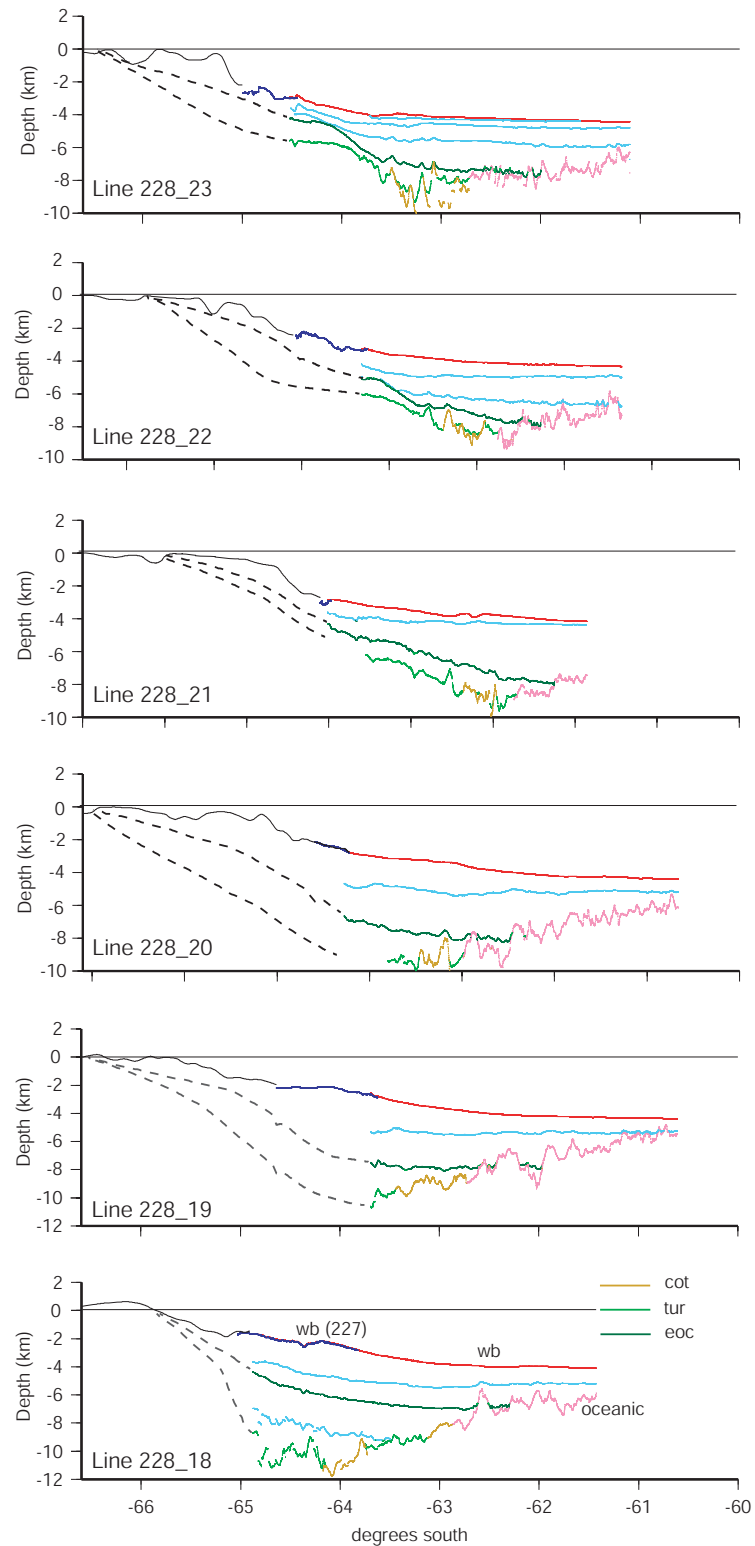 2
0
-2
-4
-6
-8
-10
Depth (km)
Line 228_23
2
0
-2
-4
-6
-8
-10
Depth (km)
Line 228_22
2
0
-2
-4
-6
-8
-10
Depth (km)
Line 228_21
2
0
-2
-4
-6
-8
-10
Depth (km)
Line 228_20
2
0
-2
-4
-6
-8
-10
-12
Depth (km)
Line 228_19
2
0
-2
-4
-6
-8
-10
-12
Depth (km)
cot
tur
eoc
wb (227)
wb
oceanic
Line 228_18
-66 -65 -64 -63 -62 -61 -60
degrees south